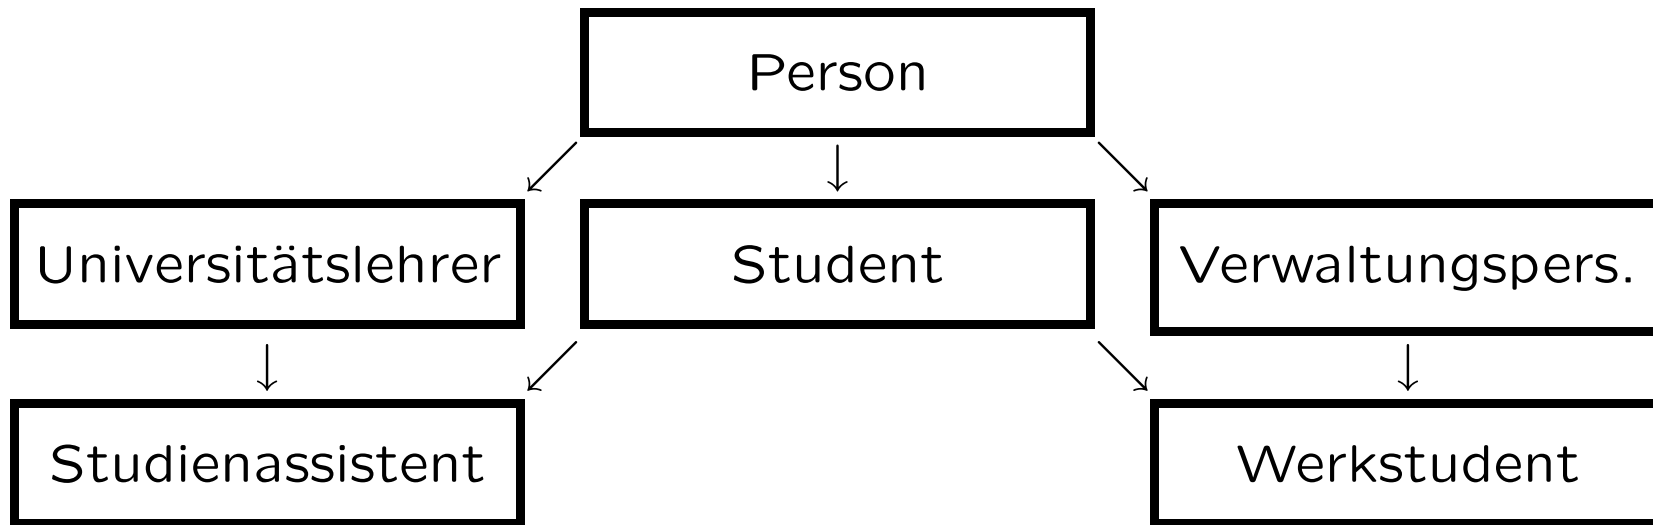 Person
Universitätslehrer
Student
Verwaltungspers.
Studienassistent
Werkstudent